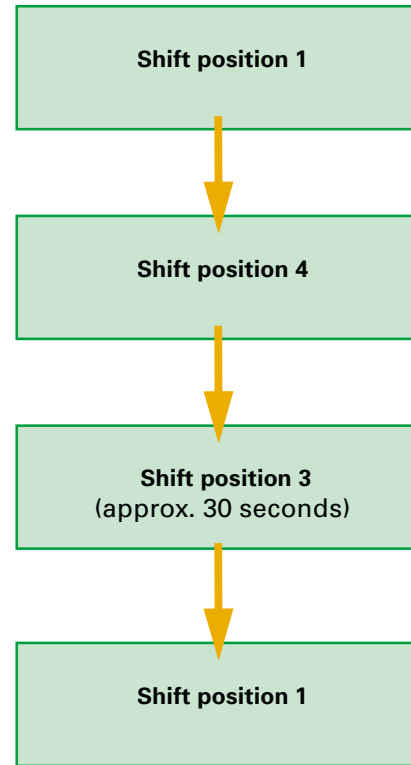 Shift position 1
Shift position 4
Shift position 3
(approx. 30 seconds)
Shift position 1